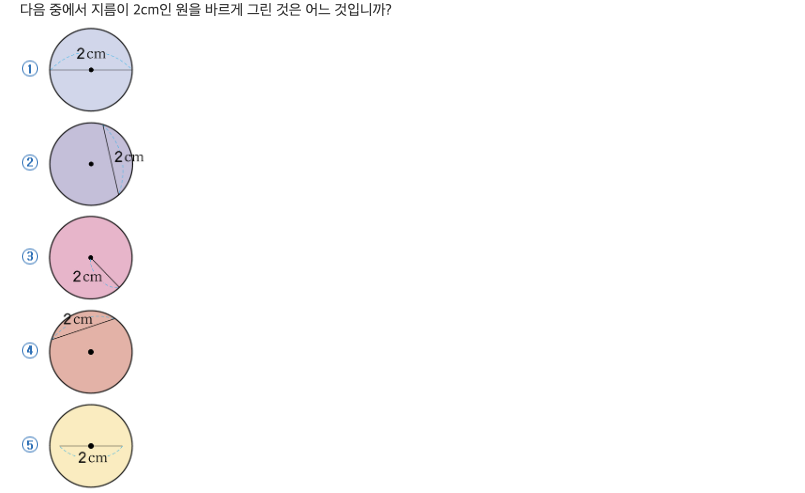 다음 중에서 지름이 2cm인 원을 바르게 그린 것은 어느 것입니까?
① 2cm
② 2cm
③ 2cm
④ 2cm
⑤ 2cm